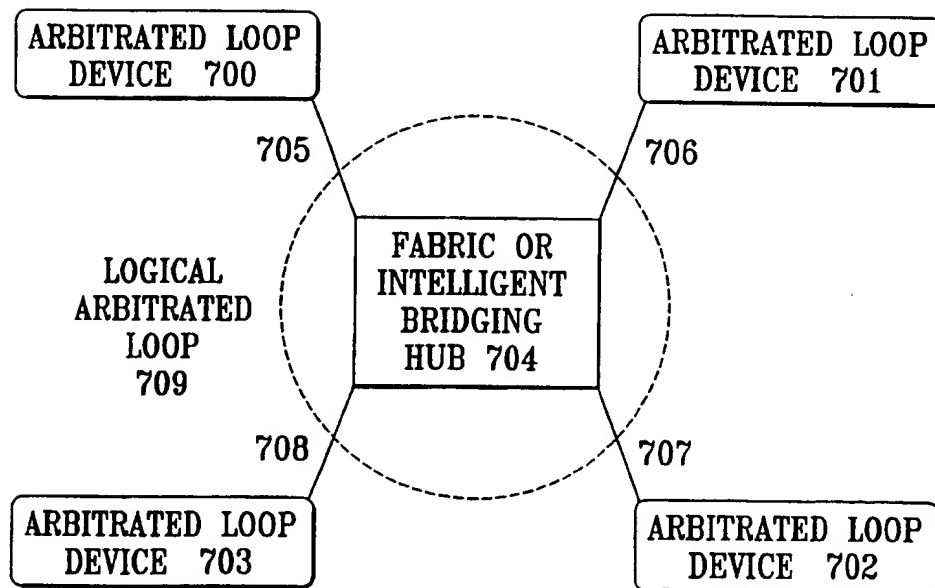 ARBITRATED LOOP
DEVICE 700
ARBITRATED LOOP
DEVICE 701
705
706
FABRIC OR
INTELLIGENT
BRIDGING
HUB 704
LOGICAL
ARBITRATED
LOOP
709
708
707
ARBITRATED LOOP
DEVICE 703
ARBITRATED LOOP
DEVICE 702